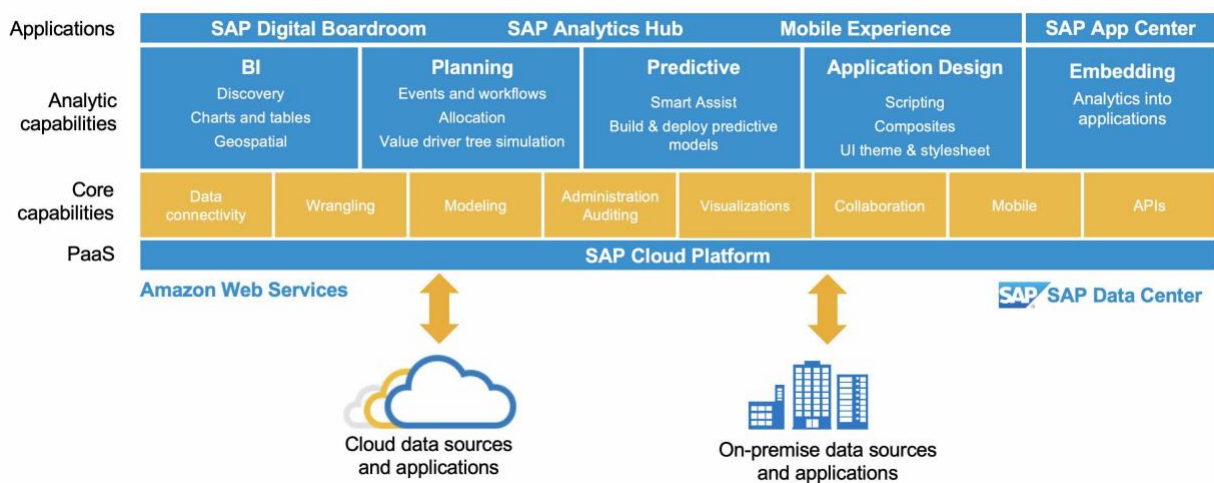 Applications
SAP Digital Boardroom
SAP Analytics Hub
Mobile Experience
SAP App Center
Analytic
capabilities
BI
Discovery
Charts and tables
Geospatial
Planning
Events and workflows
Allocation
Value driver tree simulation
Predictive
Smart Assist
Build & deploy predictive
models
Application Design
Scripting
Composites
UI theme & stylesheet
Embedding
Analytics into
applications
Core
capabilities
Data
connectivity
Wrangling
Modeling
Administration
Auditing
Visualizations
Collaboration
Mobile
APIs
PaaS
SAP Cloud Platform
Amazon Web Services
SAP SAP Data Center
Cloud data sources
and applications
On-premise data sources
and applications